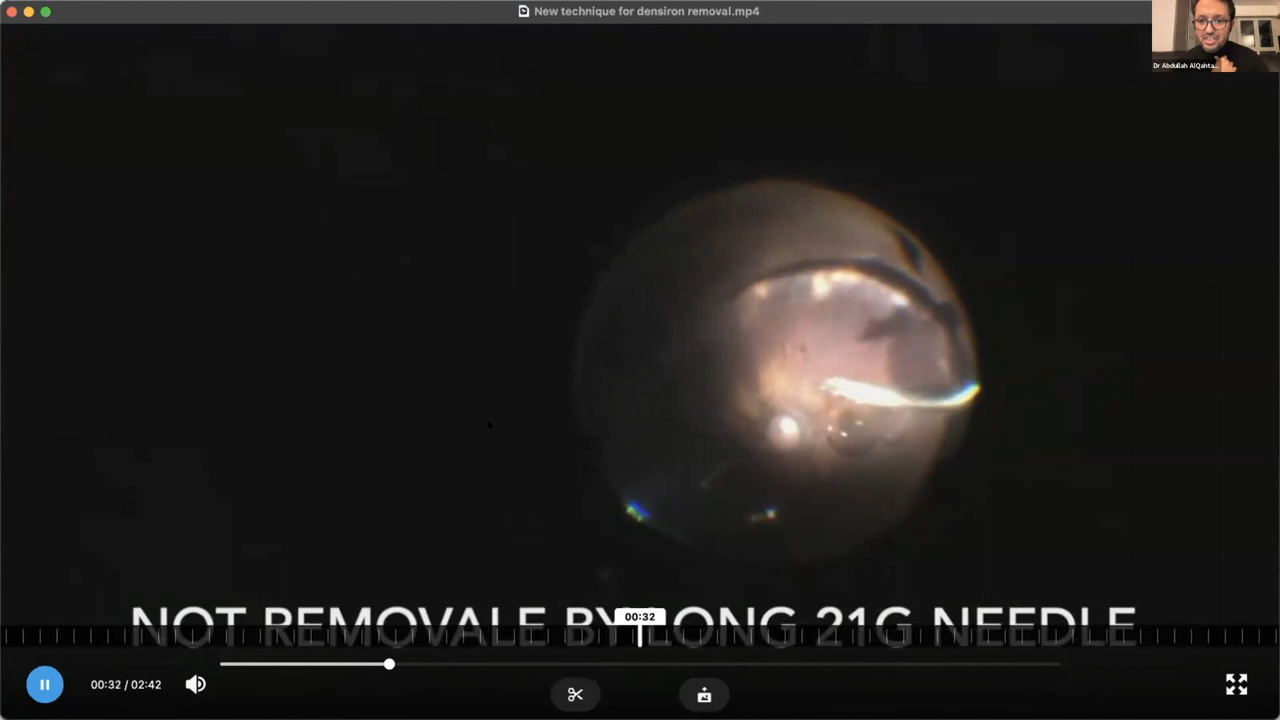 New technique for densiron removal.mp4
Dr Abdullah AlQahta...
NOT REMOVALE BY LONG 21G NEEDLE
00:32
00:32 / 02:42